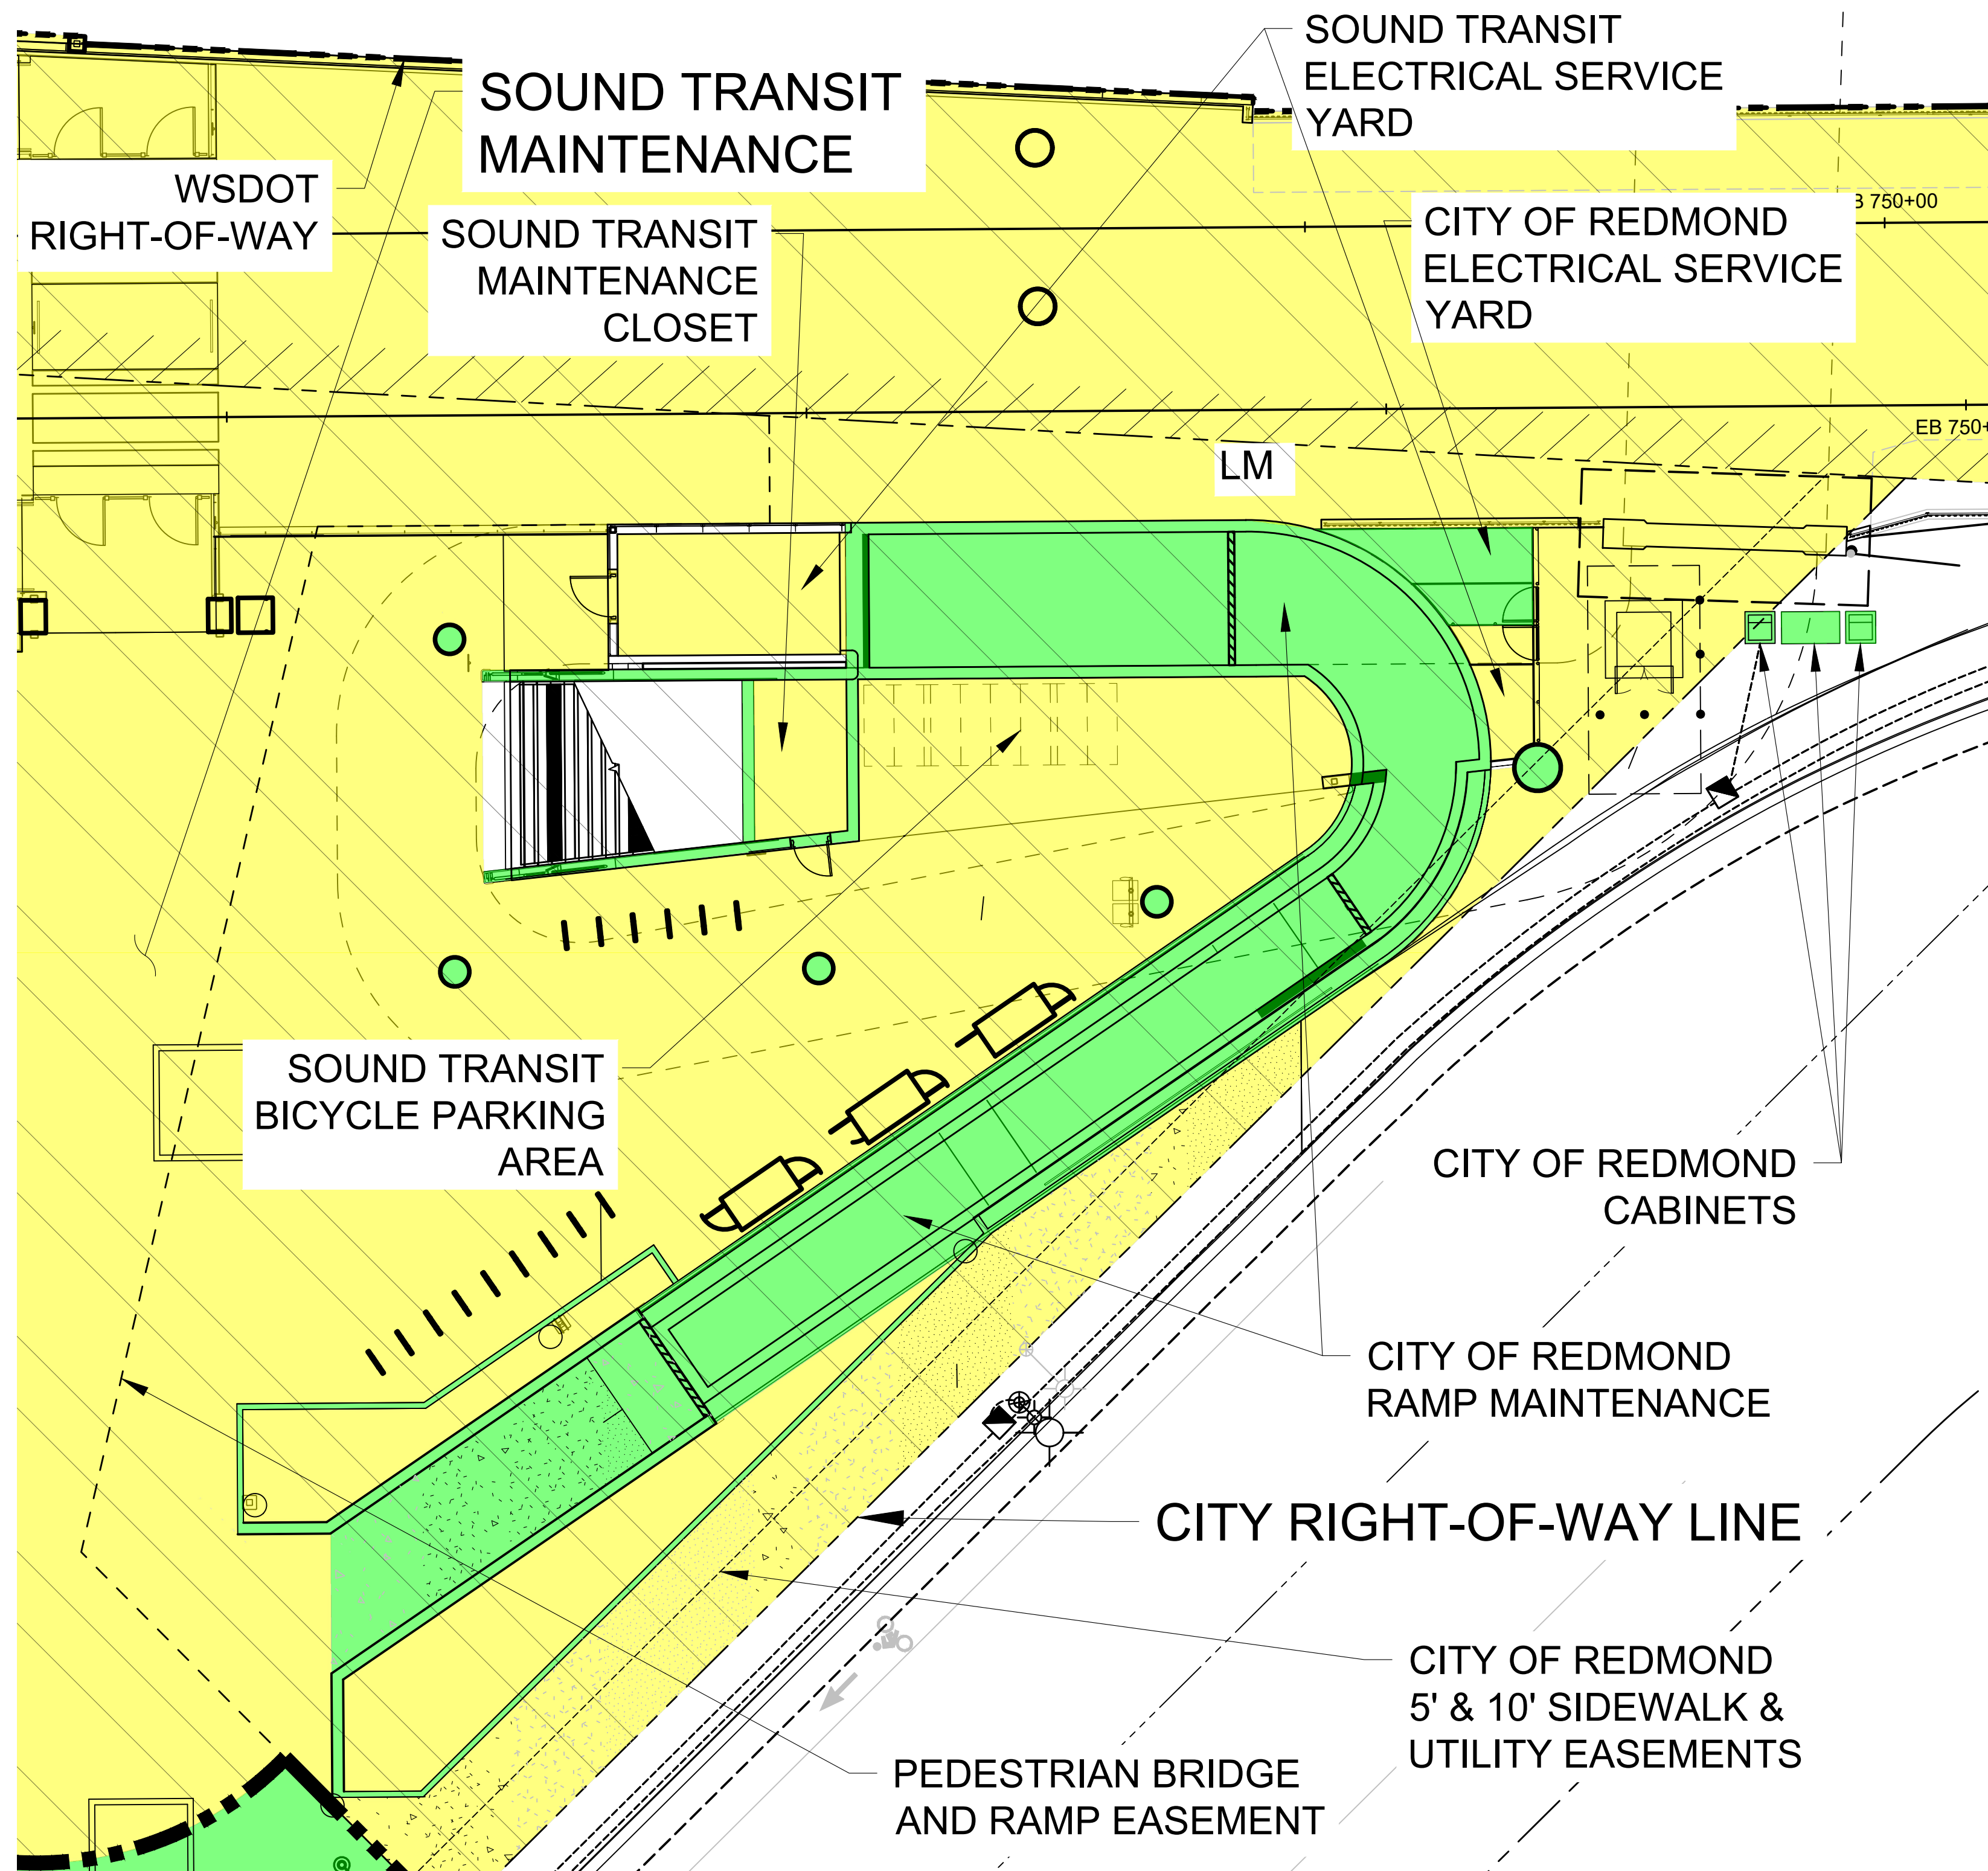 SOUND TRANSIT
ELECTRICAL SERVICE
YARD
SOUND TRANSIT
MAINTENANCE
WSDOT
RIGHT-OF-WAY
SOUND TRANSIT
MAINTENANCE
CLOSET
B 750+00
CITY OF REDMOND
ELECTRICAL SERVICE
YARD
EB 750+
LM
SOUND TRANSIT
BICYCLE PARKING
AREA
CITY OF REDMOND
CABINETS
CITY OF REDMOND
RAMP MAINTENANCE
CITY RIGHT-OF-WAY LINE
CITY OF REDMOND
5' & 10' SIDEWALK &
UTILITY EASEMENTS
PEDESTRIAN BRIDGE
AND RAMP EASEMENT